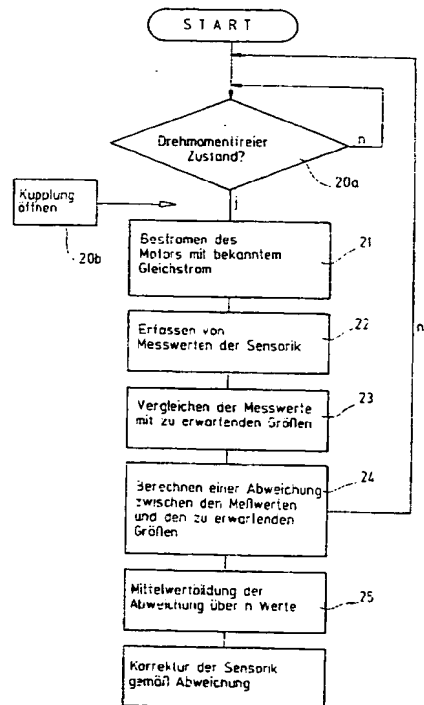 START
Drehmomentfreier
Zustand?
n
20a
j
Kupplung
öffnen
20b
Bestromen des
Motors mit bekanntem
Gleichstrom
21
n
Erfassen von
Messwerten der Sensorik
22
Vergleichen der Messwerte
mit zu erwartenden Größen
23
Berechnen einer Abweichung
zwischen den Meßwerten
und den zu erwartenden
Größen
24
Mittelwertbildung der
Abweichung über n Werte
25
Korrektur der Sensorik
gemäß Abweichung